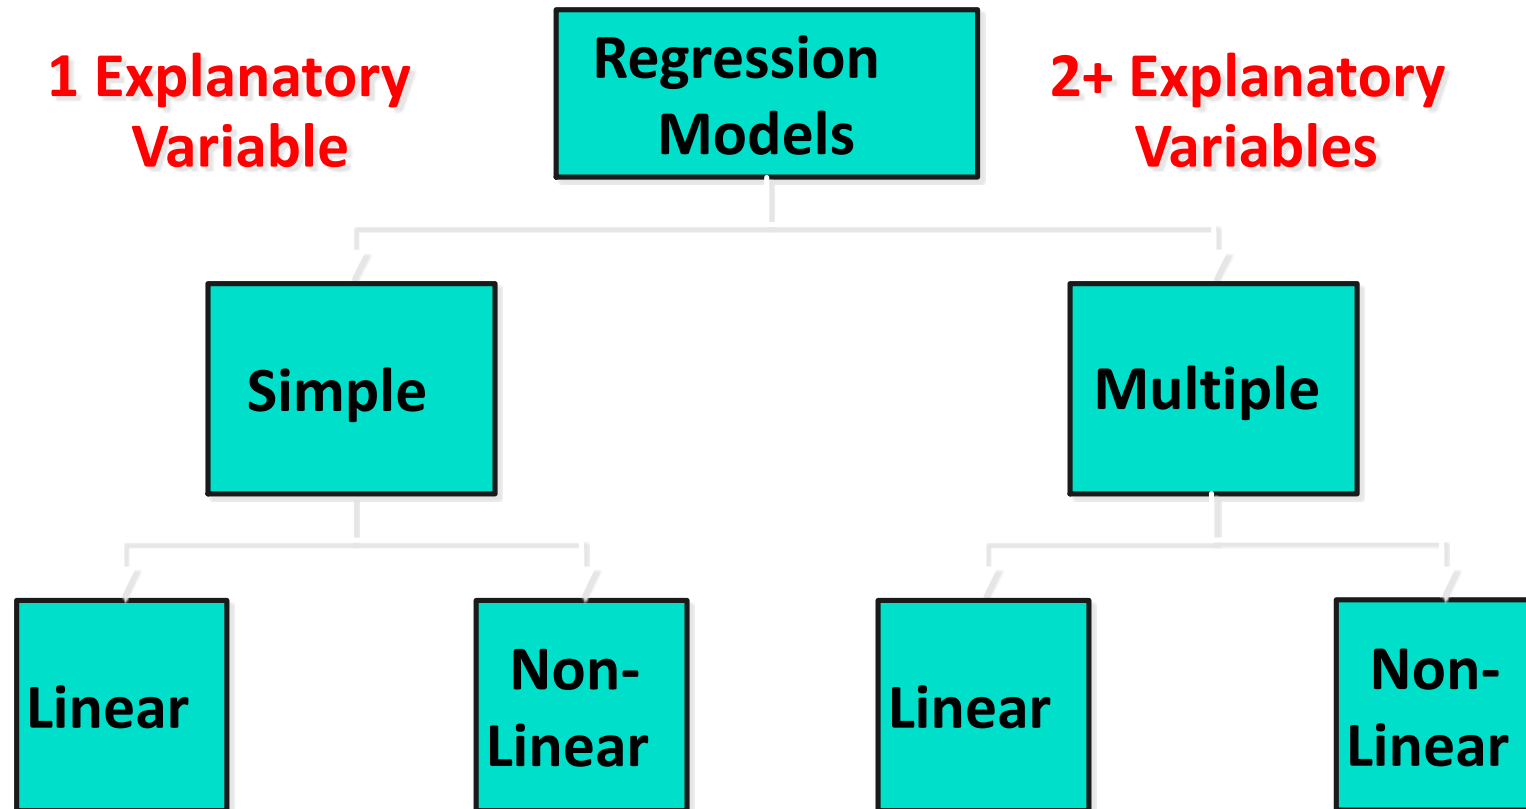 1 Explanatory
Variable
Regression
Models
2+ Explanatory
Variables
Simple
Multiple
Linear
Non-
Linear
Linear
Non-
Linear